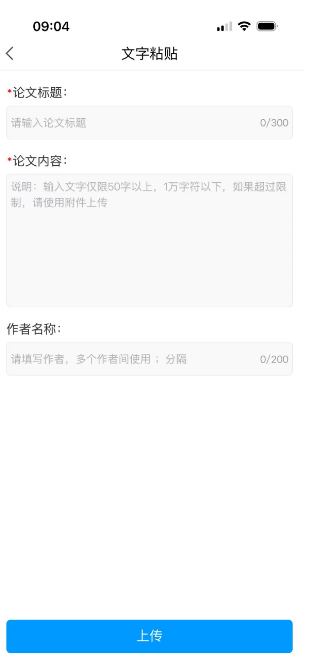 09:04
文字粘贴
*论文标题：
请输入论文标题 0/300
*论文内容：
说明：输入文字仅限50字以上，1万字符以下，如果超过限
制，请使用附件上传
作者名称：
请填写作者，多个作者间使用 ；分隔 0/200
上传